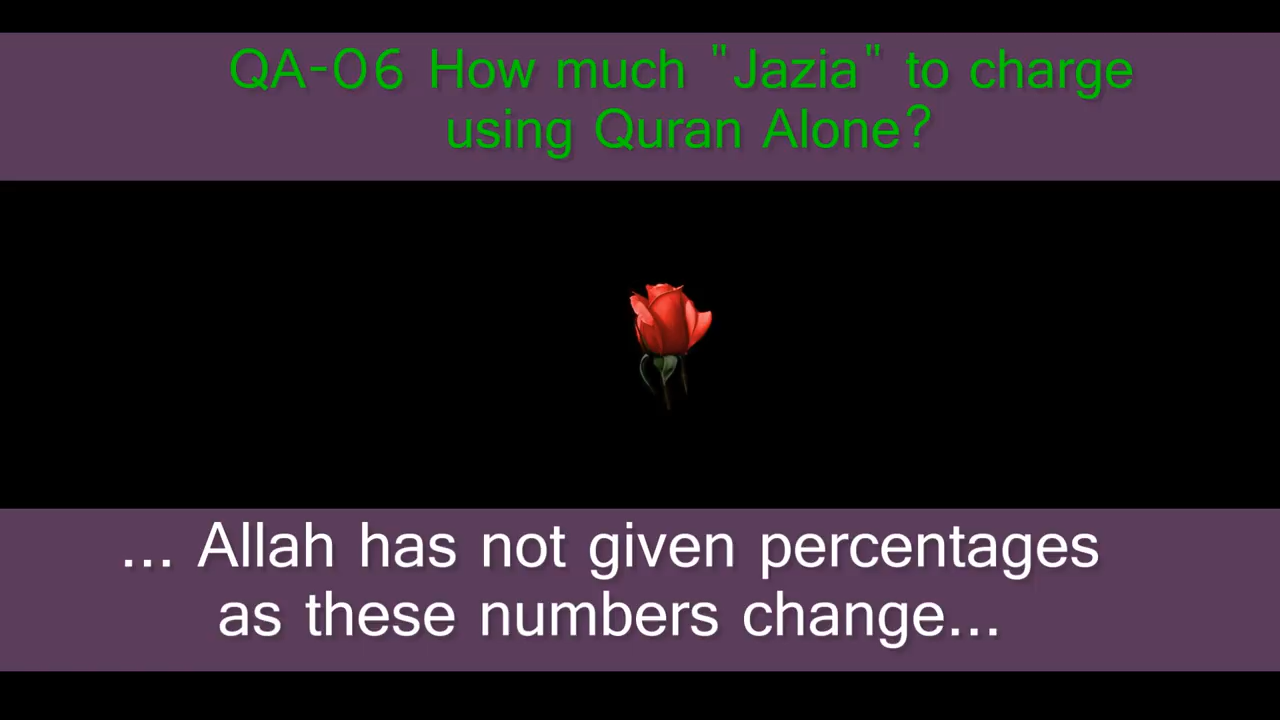 QA-06 How much "Jazia" to charge
using Quran Alone?
... Allah has not given percentages
as these numbers change...